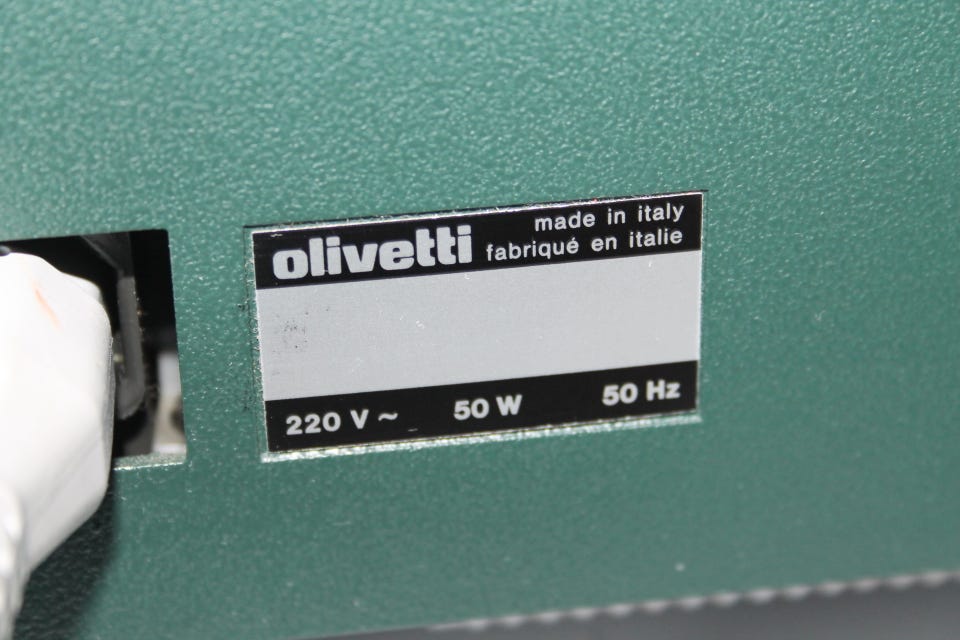 olivetti
made in italy
fabriqué en italie
220 V ~ 50 W 50 Hz